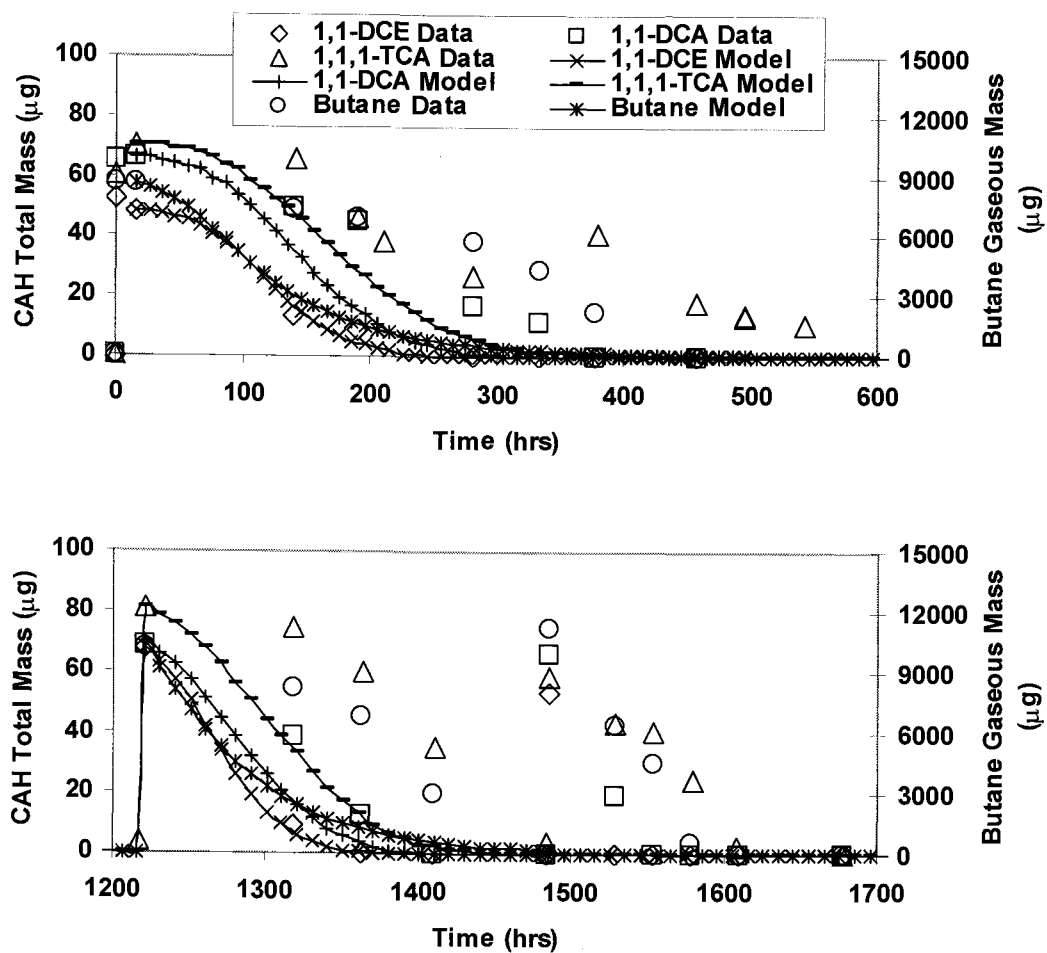 1,1-DCE Data
1,1-DCA Data
1,1,1-TCA Data
1,1-DCE Model
1,1-DCA Model
1,1,1-TCA Model
Butane Data
Butane Model
100
80
60
40
20
0
CAH Total Mass (μg)
15000
12000
9000
6000
3000
0
Butane Gaseous Mass
(μg)
0
100
200
300
400
500
600
Time (hrs)
100
80
60
40
20
0
CAH Total Mass (μg)
15000
12000
9000
6000
3000
0
Butane Gaseous Mass
(μg)
1200
1300
1400
1500
1600
1700
Time (hrs)